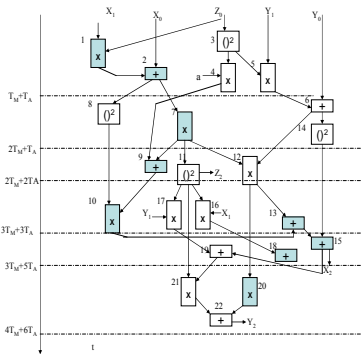 X1 X0 Z0 Y1 Y0
1 X
2 +
3 ()²
a 4 X
5 X
TM+TA
6 +
8 ()²
7 X
14 ()²
2TM+TA
9 +
1 ()² Z2
12 X
2TM+2TA
10 X
Y1 17 X
16 X X1
13 +
3TM+3TA
19 +
18 +
15 +
X2
3TM+5TA
21 X
20 X
22 + Y2
4TM+6TA
t